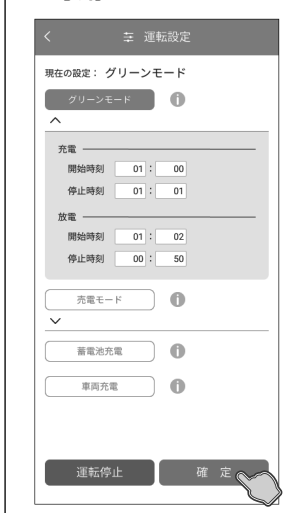 運転設定
現在の設定： グリーンモード
グリーンモード
充電
開始時刻 01 : 00
停止時刻 01 : 01
放電
開始時刻 01 : 02
停止時刻 00 : 50
売電モード
蓄電池充電
車両充電
運転停止 確 定